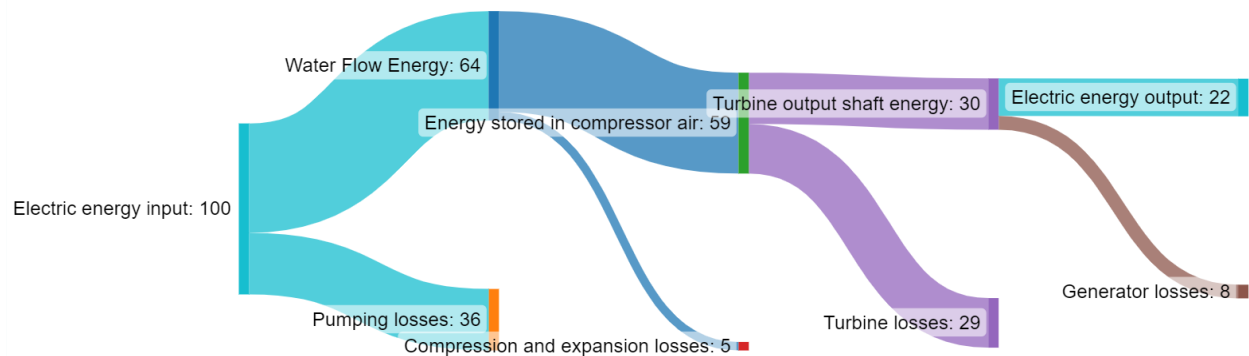 Water Flow Energy: 64
Energy stored in compressor air: 59
Turbine output shaft energy: 30
Electric energy output: 22
Electric energy input: 100
Pumping losses: 36
Compression and expansion losses: 5
Turbine losses: 29
Generator losses: 8